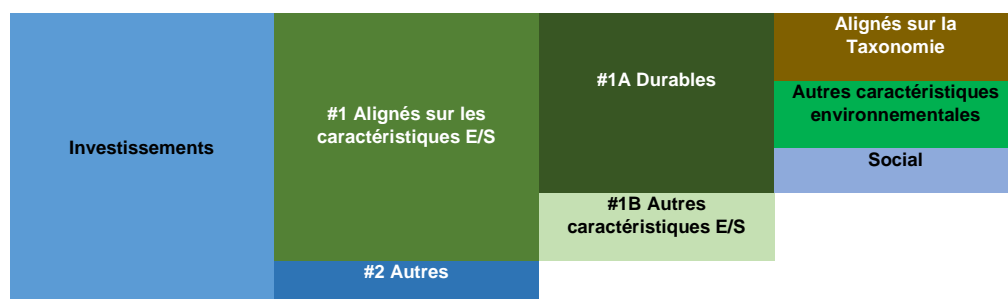 Investissements
#1 Alignés sur les
caractéristiques E/S
#2 Autres
#1A Durables
#1B Autres
caractéristiques E/S
Alignés sur la
Taxonomie
Autres caractéristiques
environnementales
Social